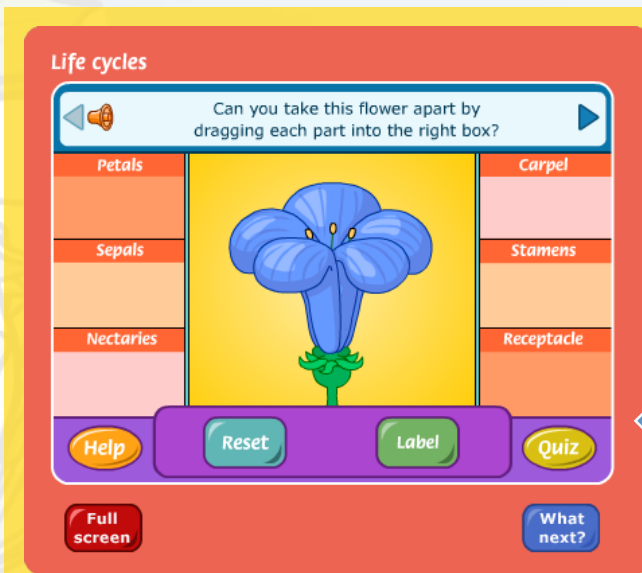 Life cycles
Can you take this flower apart by
dragging each part into the right box?
Petals
Carpel
Sepals
Stamens
Nectaries
Receptacle
Help
Reset
Label
Quiz
Full
screen
What
next?